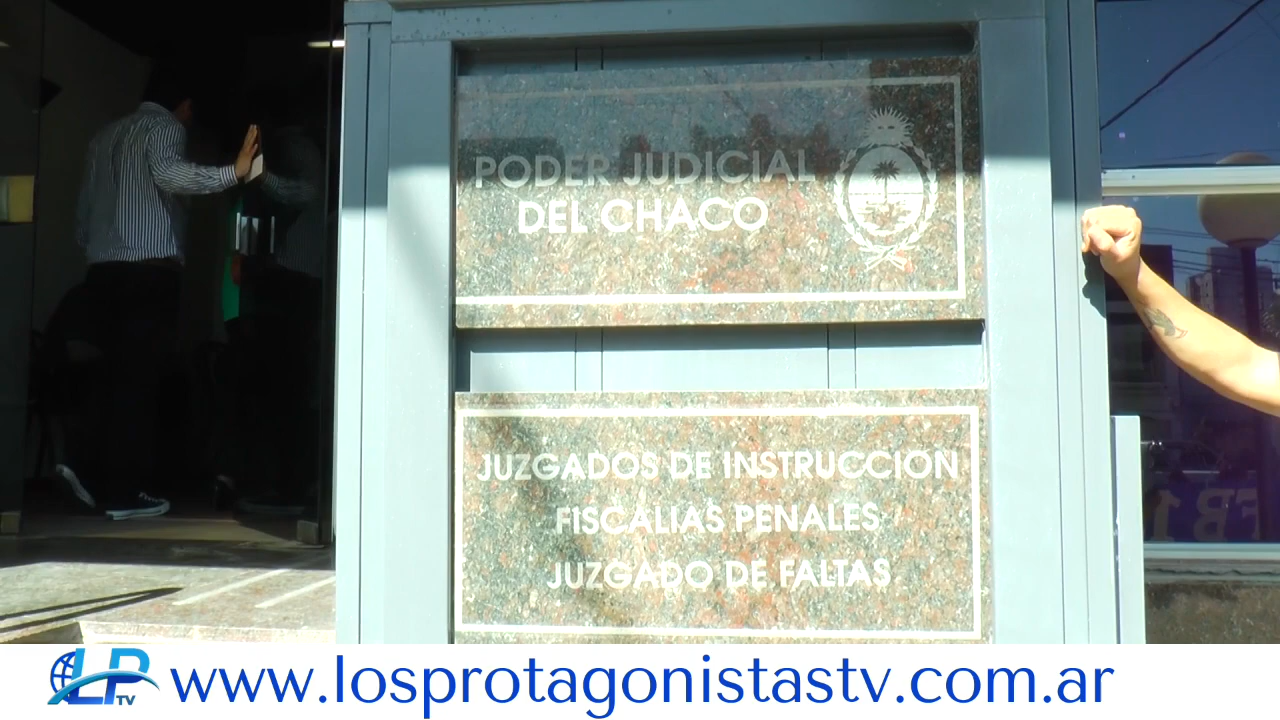 PODER JUDICIAL
DEL CHACO
JUZGADOS DE INSTRUCCION
FISCALIAS PENALES
JUZGADO DE FALTAS
LP TV
www.losprotagonistastv.com.ar